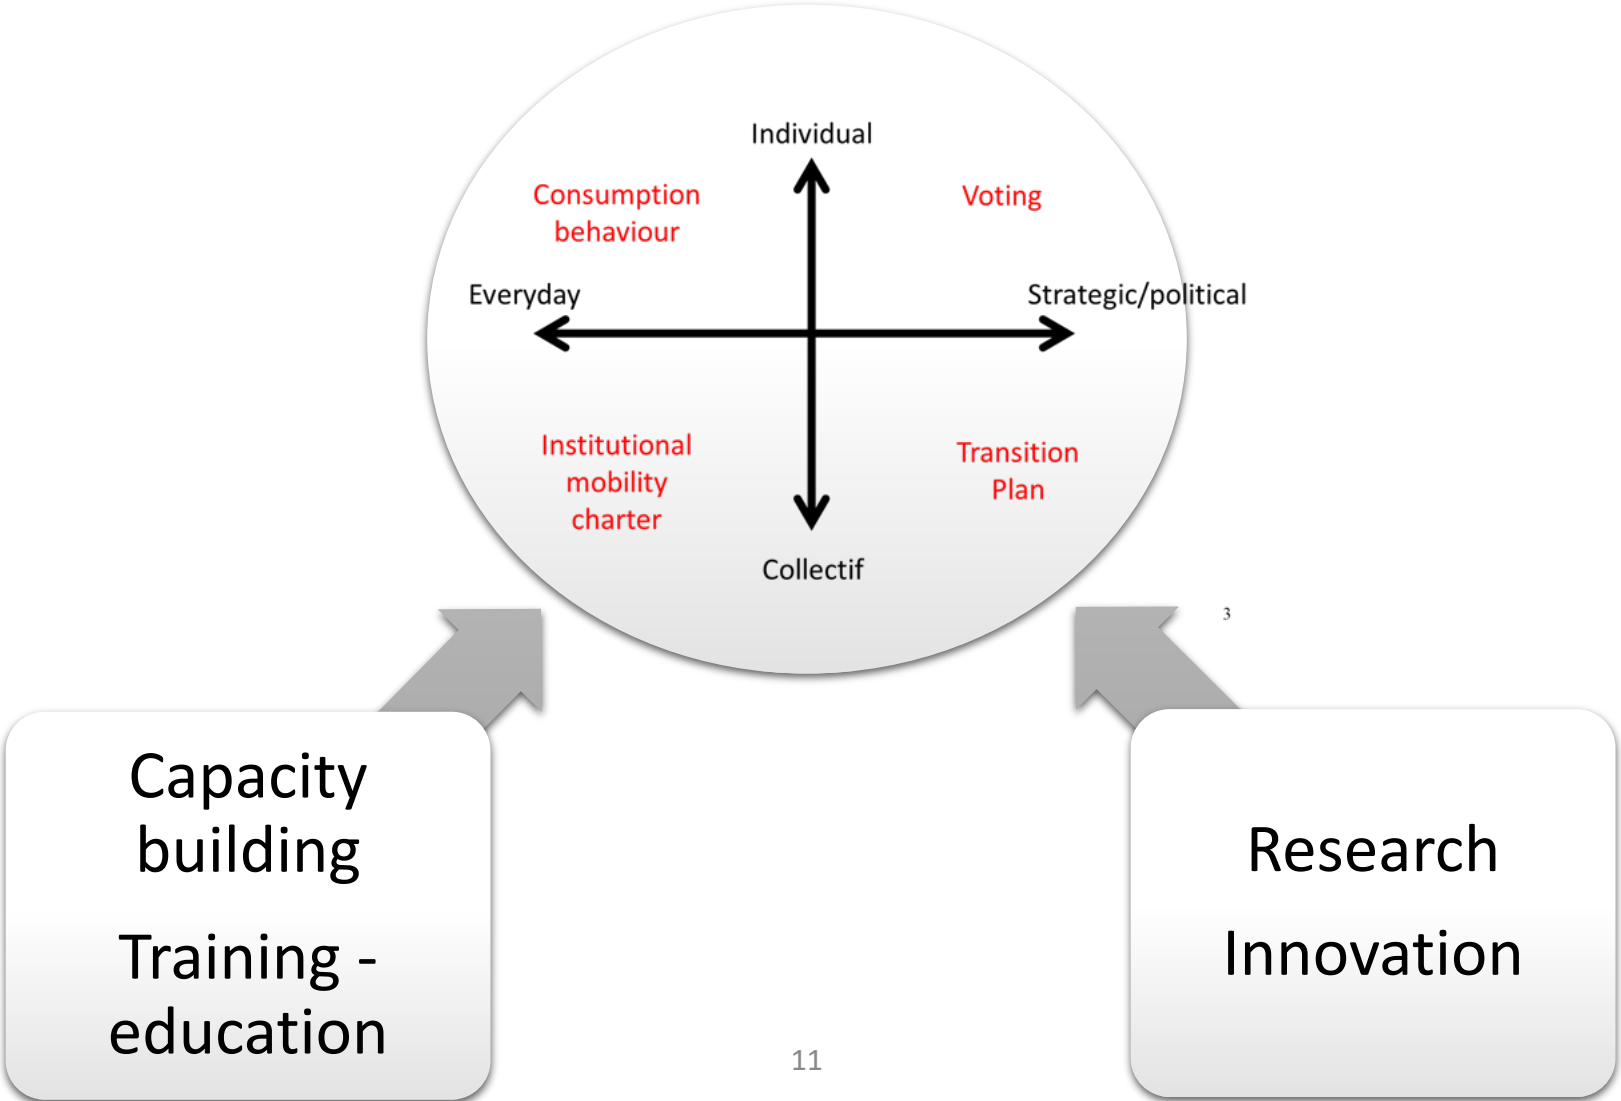 Individual
Consumption
behaviour
Voting
Everyday
Strategic/political
Institutional
mobility
charter
Transition
Plan
Collectif
3
Capacity
building
Training -
education
Research
Innovation
11